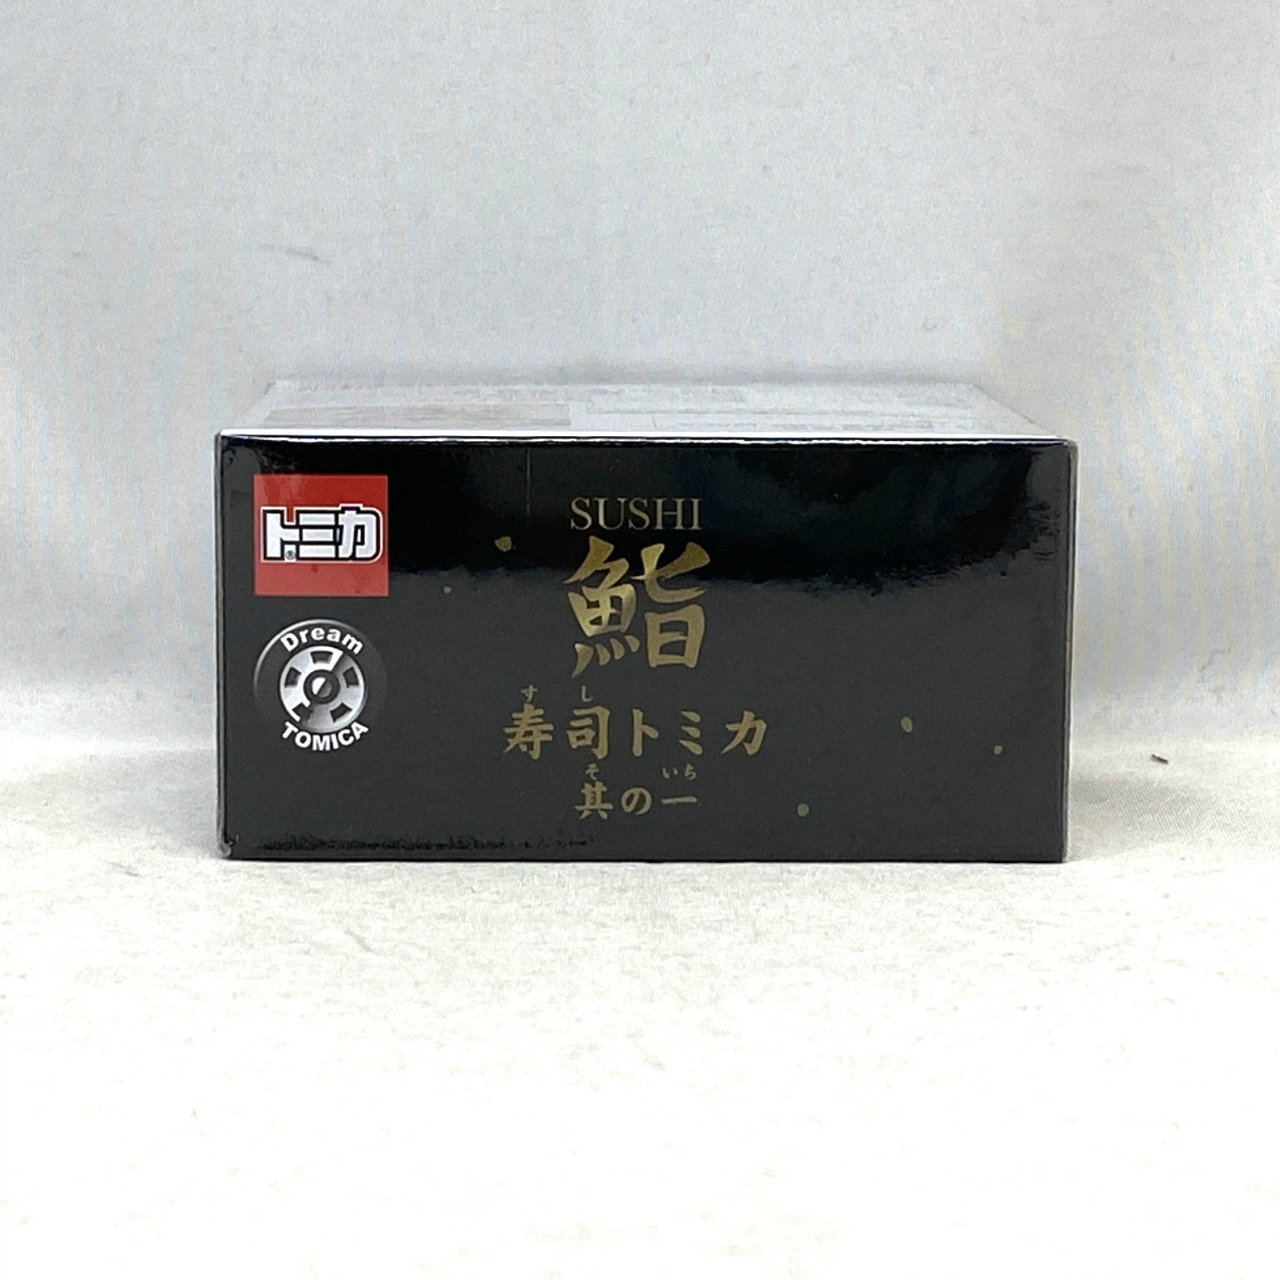 トミカ®
Dream
TOMICA
SUSHI
鮨
すし
寿司トミカ
そ いち
其の一